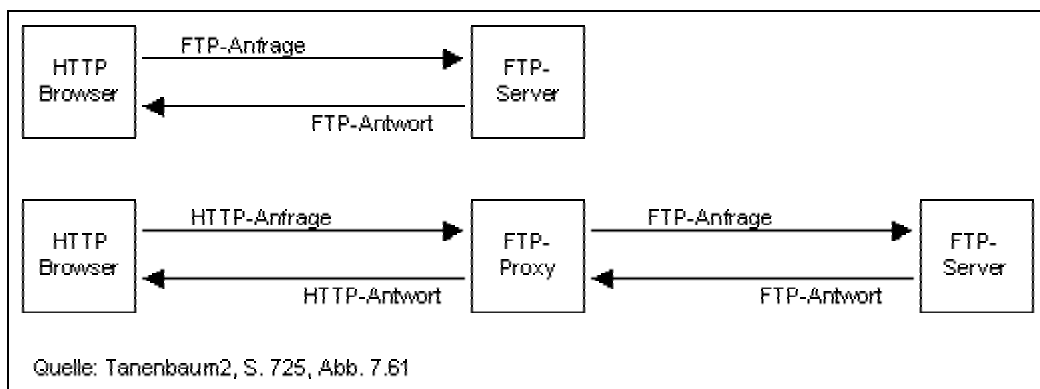 FTP-Anfrage
HTTP
Browser
FTP-
Server
FTP-Antwort
HTTP-Anfrage
FTP-Anfrage
HTTP
Browser
FTP-
Proxy
FTP-
Server
HTTP-Antwort
FTP-Antwort
Quelle: Tanenbaum2, S. 725, Abb. 7.61